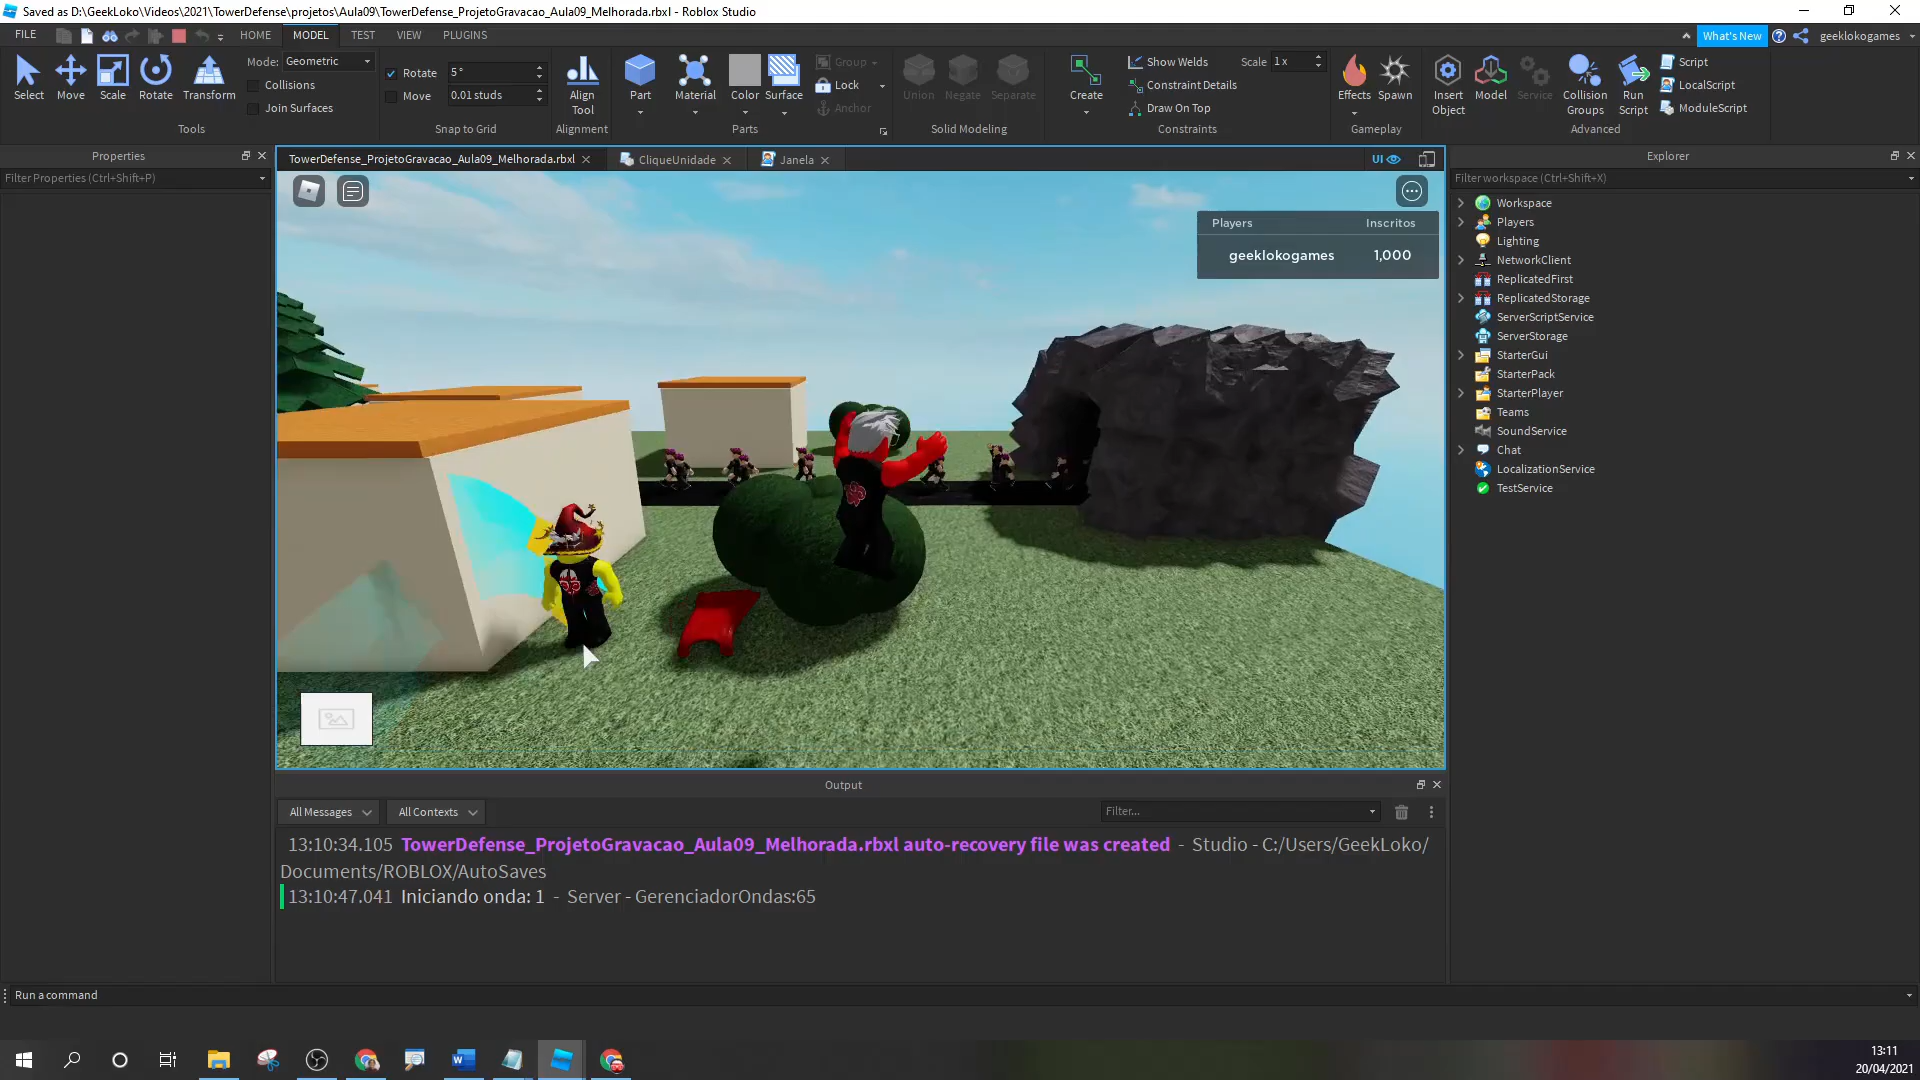 Saved as D:\GeekLoko\Videos\2021\TowerDefense\projetos\Aula09\TowerDefense_ProjetoGravacao_Aula09_Melhorada.rbxl - Roblox Studio
FILE HOME MODEL TEST VIEW PLUGINS What's New geeklokogames
Select Move Scale Rotate Transform
Mode: Geometric
Collisions
Join Surfaces
Tools
Rotate 5°
Move 0.01 studs
Snap to Grid
Align Tool
Alignment
Part Material Color Surface
Group
Lock
Anchor
Parts
Union Negate Separate
Solid Modeling
Create
Show Welds Scale 1x
Constraint Details
Draw On Top
Constraints
Effects Spawn
Gameplay
Insert Object Model Service Collision Groups Run Script
Script
LocalScript
ModuleScript
Advanced
Properties
Filter Properties (Ctrl+Shift+P)
TowerDefense_ProjetoGravacao_Aula09_Melhorada.rbxl CliqueUnidade Janela UI
Players Inscritos
geeklokogames 1,000
Explorer
Filter workspace (Ctrl+Shift+X)
Workspace
Players
Lighting
NetworkClient
ReplicatedFirst
ReplicatedStorage
ServerScriptService
ServerStorage
StarterGui
StarterPack
StarterPlayer
Teams
SoundService
Chat
LocalizationService
TestService
Output
All Messages All Contexts Filter...
13:10:34.105 TowerDefense_ProjetoGravacao_Aula09_Melhorada.rbxl auto-recovery file was created - Studio - C:/Users/GeekLoko/
Documents/ROBLOX/AutoSaves
13:10:47.041 Iniciando onda: 1 - Server - GerenciadorOndas:65
Run a command
13:11
20/04/2021